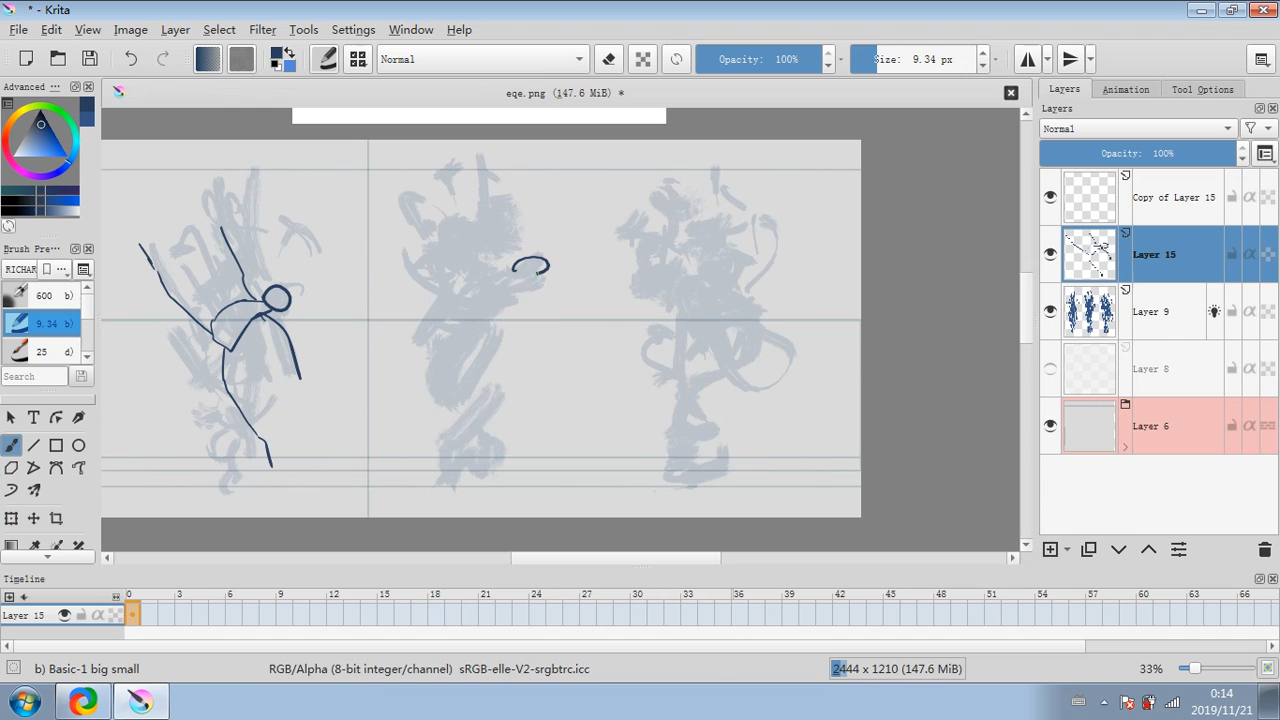 * - Krita
File Edit View Image Layer Select Filter Tools Settings Window Help
Normal Opacity: 100% Size: 9.34 px
Advanced ...
eqe.png (147.6 MiB) *
Layers Animation Tool Options
Layers
Normal
Opacity: 100%
Copy of Layer 15
Layer 15
Layer 9
Layer 8
Layer 6
Brush Pre...
RICHAR ...
600 b)
9.34 b)
25 d)
Search
Timeline
0 3 6 9 12 15 18 21 24 27 30 33 36 39 42 45 48 51 54 57 60 63 66
Layer 15
b) Basic-1 big small RGB/Alpha (8-bit integer/channel) sRGB-elle-V2-srgbtrc.icc 2444 x 1210 (147.6 MiB) 33%
0:14
2019/11/21